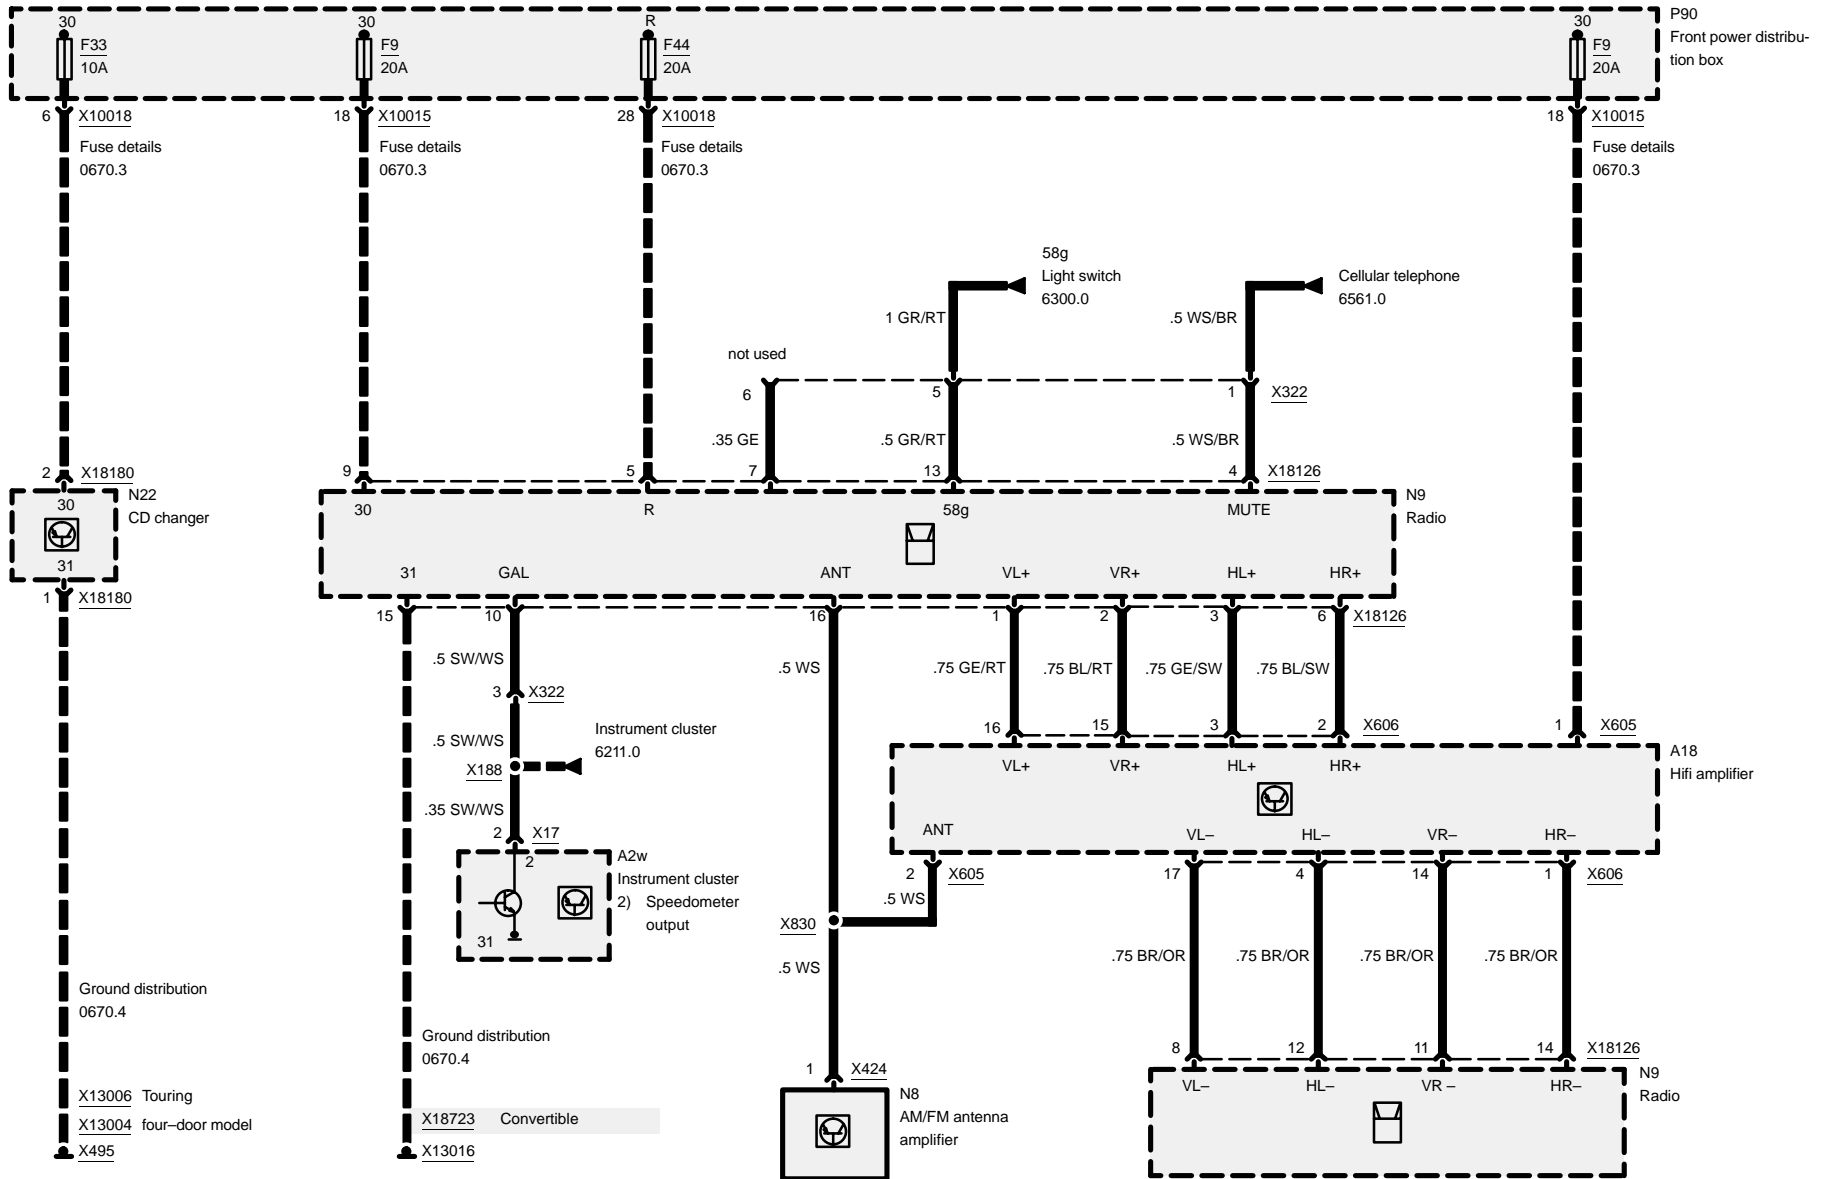 30
30
R
30
P90
F33
F9
F44
F9
Front power distribu-
10A
20A
20A
20A
tion box
6 X10018
18 X10015
28 X10018
18 X10015
Fuse details
Fuse details
Fuse details
Fuse details
0670.3
0670.3
0670.3
0670.3
58g
Light switch
6300.0
Cellular telephone
6561.0
1 GR/RT
.5 WS/BR
not used
6
5
1 X322
.35 GE
.5 GR/RT
.5 WS/BR
2 X18180
9
5
7
13
4 X18126
N22
CD changer
30
31
1 X18180
N9
Radio
30
R
58g
MUTE
31
GAL
ANT
VL+
VR+
HL+
HR+
15
10
16
1
2
3
6 X18126
.5 SW/WS
.5 WS
.75 GE/RT
.75 BL/RT
.75 GE/SW
.75 BL/SW
3 X322
.5 SW/WS
Instrument cluster
6211.0
X188
.35 SW/WS
2 X17
16
15
3
2 X606
1 X605
A18
Hifi amplifier
VL+
VR+
HL+
HR+
ANT
VL–
HL–
VR–
HR–
2
A2w
Instrument cluster
2) Speedometer
output
31
2 X605
17
4
14
1 X606
.5 WS
X830
.5 WS
.75 BR/OR
.75 BR/OR
.75 BR/OR
.75 BR/OR
Ground distribution
0670.4
Ground distribution
0670.4
8
12
11
14 X18126
1 X424
N8
AM/FM antenna
amplifier
VL–
HL–
VR –
HR–
N9
Radio
X13006 Touring
X13004 four–door model
X495
X18723 Convertible
X13016